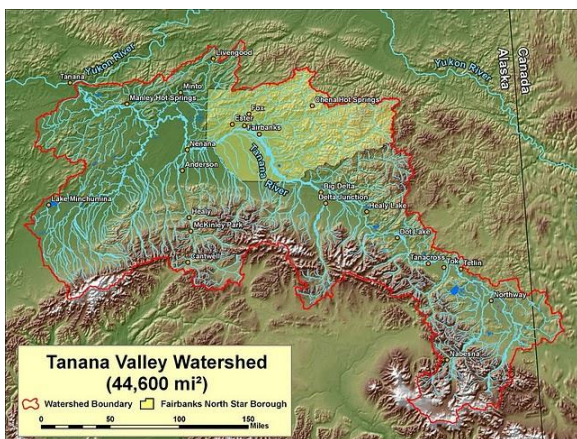 Livengood
Yukon River
Yukon River
Canada
Alaska
Tanana
Minto
Manley Hot Springs
Fox
Chena Hot Springs
Ester
Fairbanks
Nenana
Anderson
Tanana River
Big Delta
Delta Junction
Lake Minchumina
Healy
Healy Lake
McKinley Park
Dot Lake
Cantwell
Tanacross
Tok
Tetlin
Northway
Nabesna
Tanana Valley Watershed
(44,600 mi²)
Watershed Boundary
Fairbanks North Star Borough
0 50 100 150
Miles